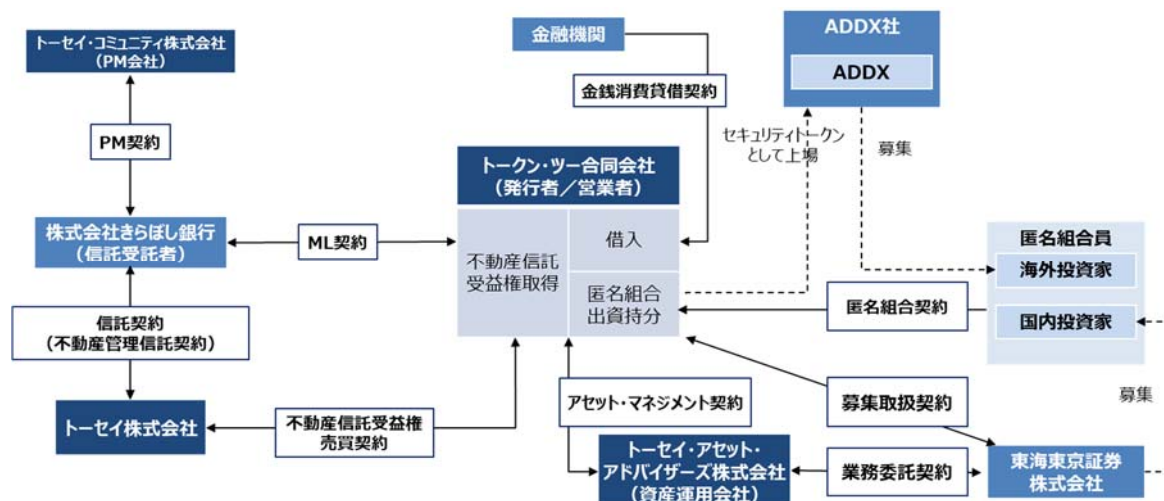 トーセイ・コミュニティ株式会社
（PM会社）
金融機関
ADDX社
ADDX
金銭消費貸借契約
PM契約
セキュリティトークン
として上場
募集
トークン・ツー合同会社
（発行者／営業者）
株式会社きらぼし銀行
（信託受託者）
ML契約
不動産信託
受益権取得
借入
匿名組合
出資持分
匿名組合員
海外投資家
国内投資家
匿名組合契約
信託契約
（不動産管理信託契約）
アセット・マネジメント契約
募集取扱契約
募集
トーセイ株式会社
不動産信託受益権
売買契約
トーセイ・アセット・
アドバイザーズ株式会社
（資産運用会社）
業務委託契約
東海東京証券
株式会社